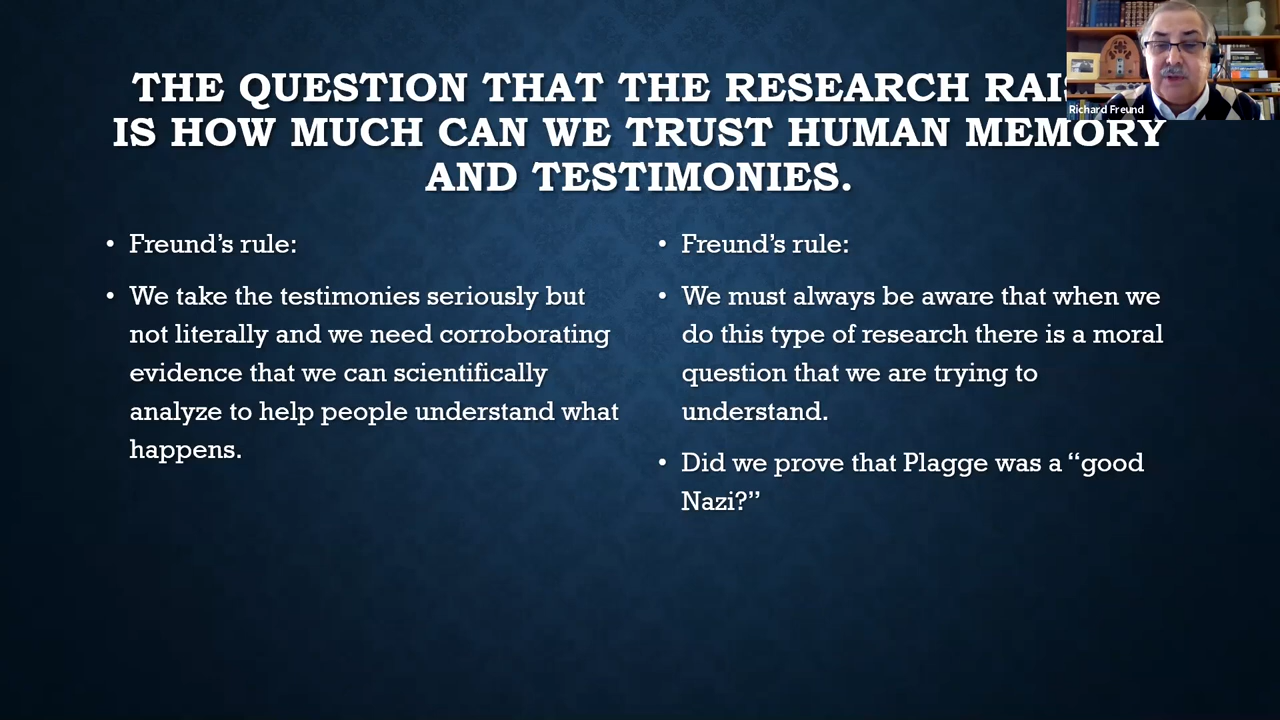 THE QUESTION THAT THE RESEARCH
IS HOW MUCH CAN WE TRUST HUMAN MEMORY
AND TESTIMONIES.
Richard Freund
• Freund’s rule:
• We take the testimonies seriously but
not literally and we need corroborating
evidence that we can scientifically
analyze to help people understand what
happens.
• Freund’s rule:
• We must always be aware that when we
do this type of research there is a moral
question that we are trying to
understand.
• Did we prove that Plagge was a “good
Nazi?”